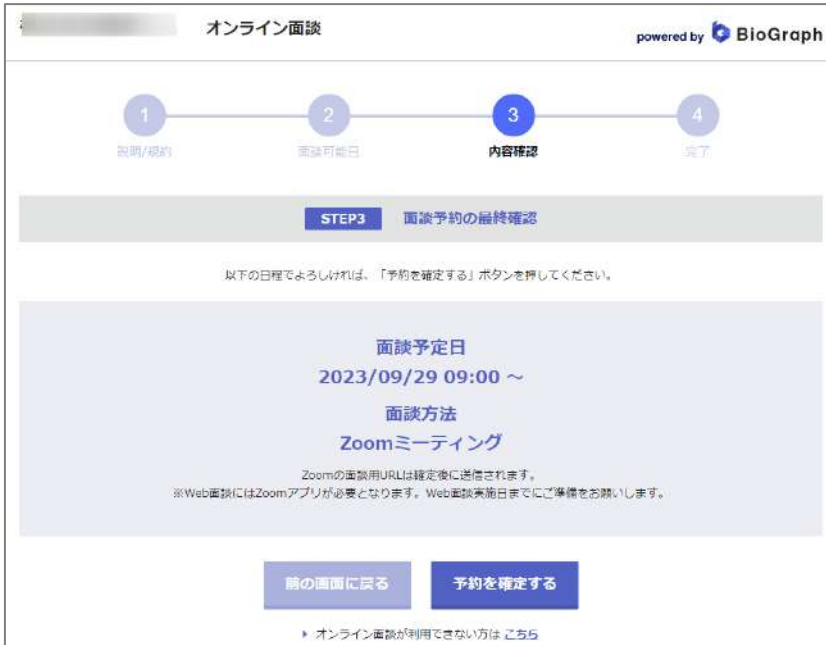 オンライン面談
powered by BioGraph
1
2
3
4
説明/規約
面談可能日
内容確認
完了
STEP3 面談予約の最終確認
以下の日程でよろしければ、「予約を確定する」ボタンを押してください。
面談予定日
2023/09/29 09:00 ～
面談方法
Zoomミーティング
Zoomの面談用URLは確定後に送信されます。
※Web面談にはZoomアプリが必要となります。Web面談実施日までにご準備をお願いします。
前の画面に戻る
予約を確定する
オンライン面談が利用できない方は こちら